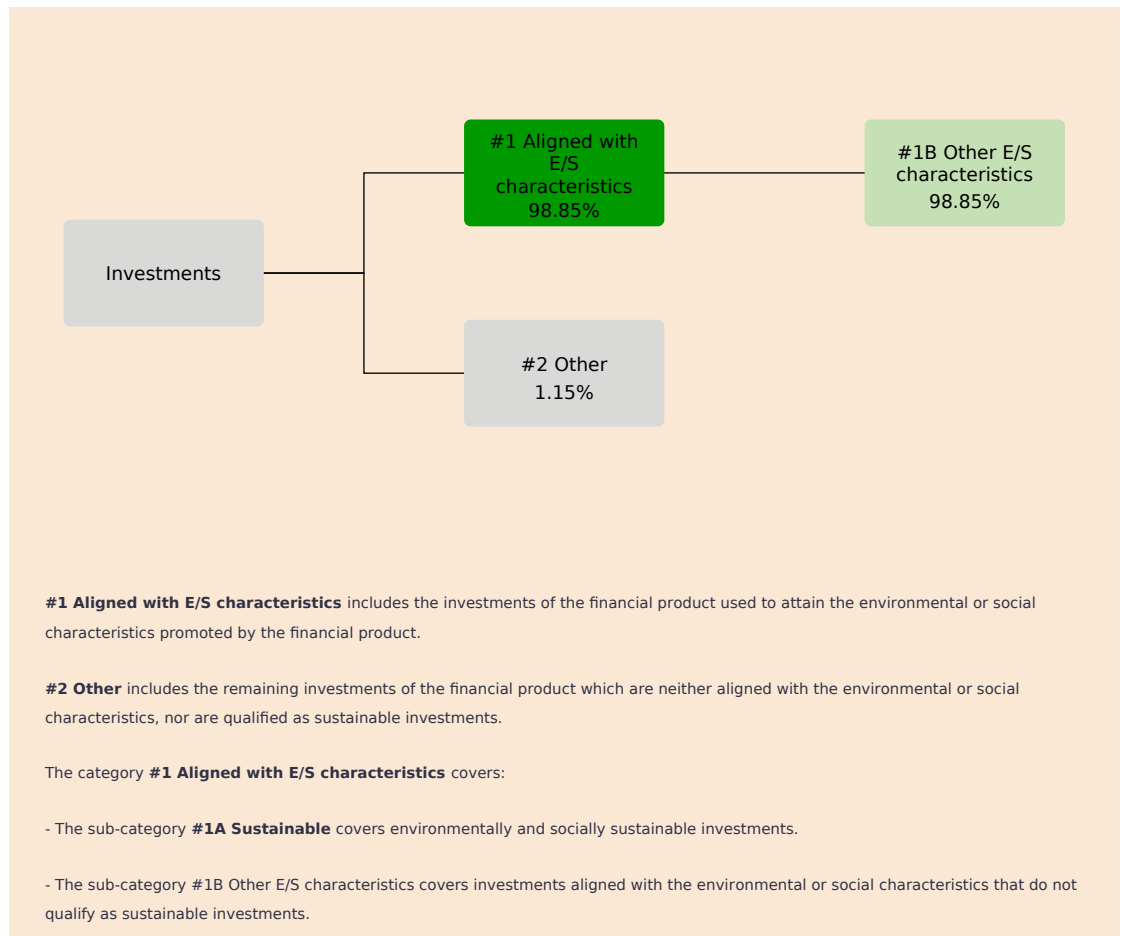 #1 Aligned with
E/S
characteristics
98.85%
#1B Other E/S
characteristics
98.85%
Investments
#2 Other
1.15%
#1 Aligned with E/S characteristics includes the investments of the financial product used to attain the environmental or social
characteristics promoted by the financial product.
#2 Other includes the remaining investments of the financial product which are neither aligned with the environmental or social
characteristics, nor are qualified as sustainable investments.
The category #1 Aligned with E/S characteristics covers:
- The sub-category #1A Sustainable covers environmentally and socially sustainable investments.
- The sub-category #1B Other E/S characteristics covers investments aligned with the environmental or social characteristics that do not
qualify as sustainable investments.